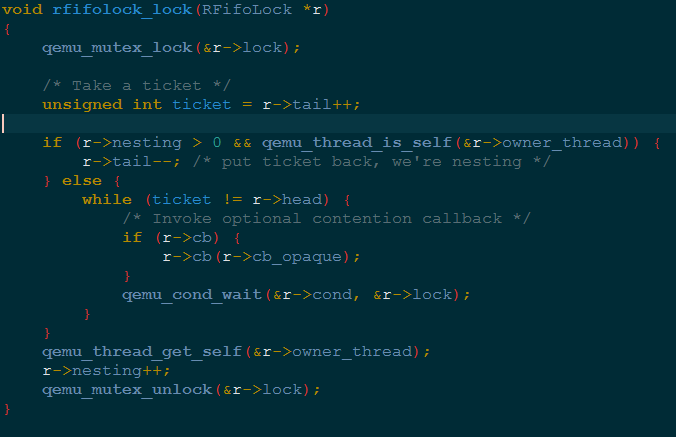 void rfifolock_lock(RFifoLock *r)
{
    qemu_mutex_lock(&r->lock);

    /* Take a ticket */
    unsigned int ticket = r->tail++;

    if (r->nesting > 0 && qemu_thread_is_self(&r->owner_thread)) {
        r->tail--; /* put ticket back, we're nesting */
    } else {
        while (ticket != r->head) {
            /* Invoke optional contention callback */
            if (r->cb) {
                r->cb(r->cb_opaque);
            }
            qemu_cond_wait(&r->cond, &r->lock);
        }
    }
    qemu_thread_get_self(&r->owner_thread);
    r->nesting++;
    qemu_mutex_unlock(&r->lock);
}